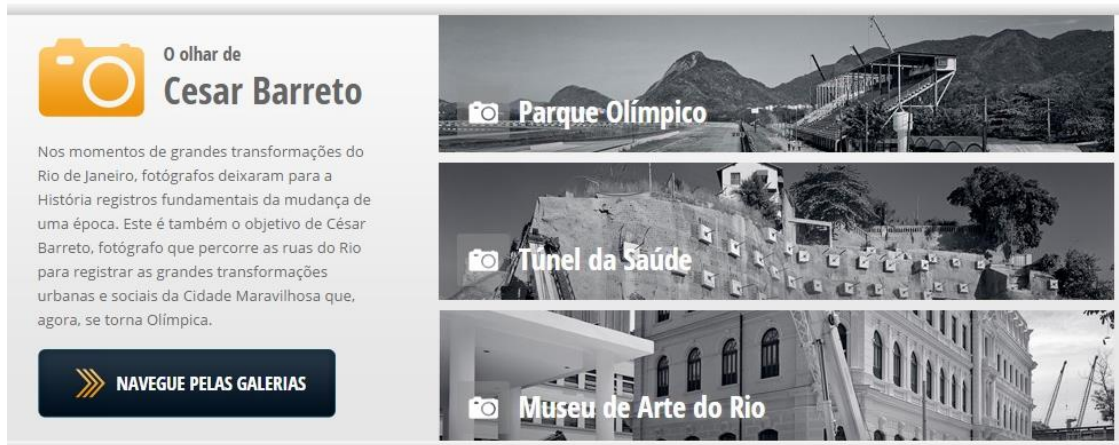 O olhar de
Cesar Barreto
Nos momentos de grandes transformações do
Rio de Janeiro, fotógrafos deixaram para a
História registros fundamentais da mudança de
uma época. Este é também o objetivo de César
Barreto, fotógrafo que percorre as ruas do Rio
para registrar as grandes transformações
urbanas e sociais da Cidade Maravilhosa que,
agora, se torna Olímpica.
NAVEGUE PELAS GALERIAS
Parque Olímpico
Túnel da Saúde
Museu de Arte do Rio